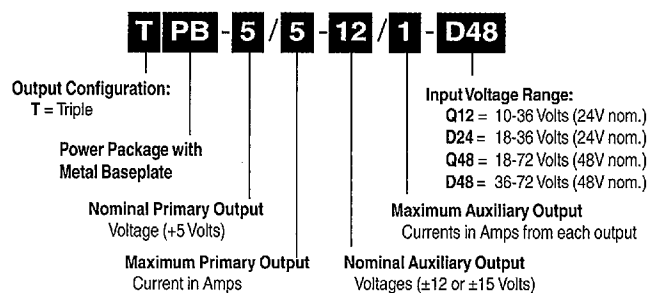 T PB - 5 / 5 - 12 / 1 - D48
Output Configuration:
T = Triple
Power Package with
Metal Baseplate
Nominal Primary Output
Voltage (+5 Volts)
Maximum Primary Output
Current in Amps
Input Voltage Range:
Q12 = 10-36 Volts (24V nom.)
D24 = 18-36 Volts (24V nom.)
Q48 = 18-72 Volts (48V nom.)
D48 = 36-72 Volts (48V nom.)
Maximum Auxiliary Output
Currents in Amps from each output
Nominal Auxiliary Output
Voltages (±12 or ±15 Volts)